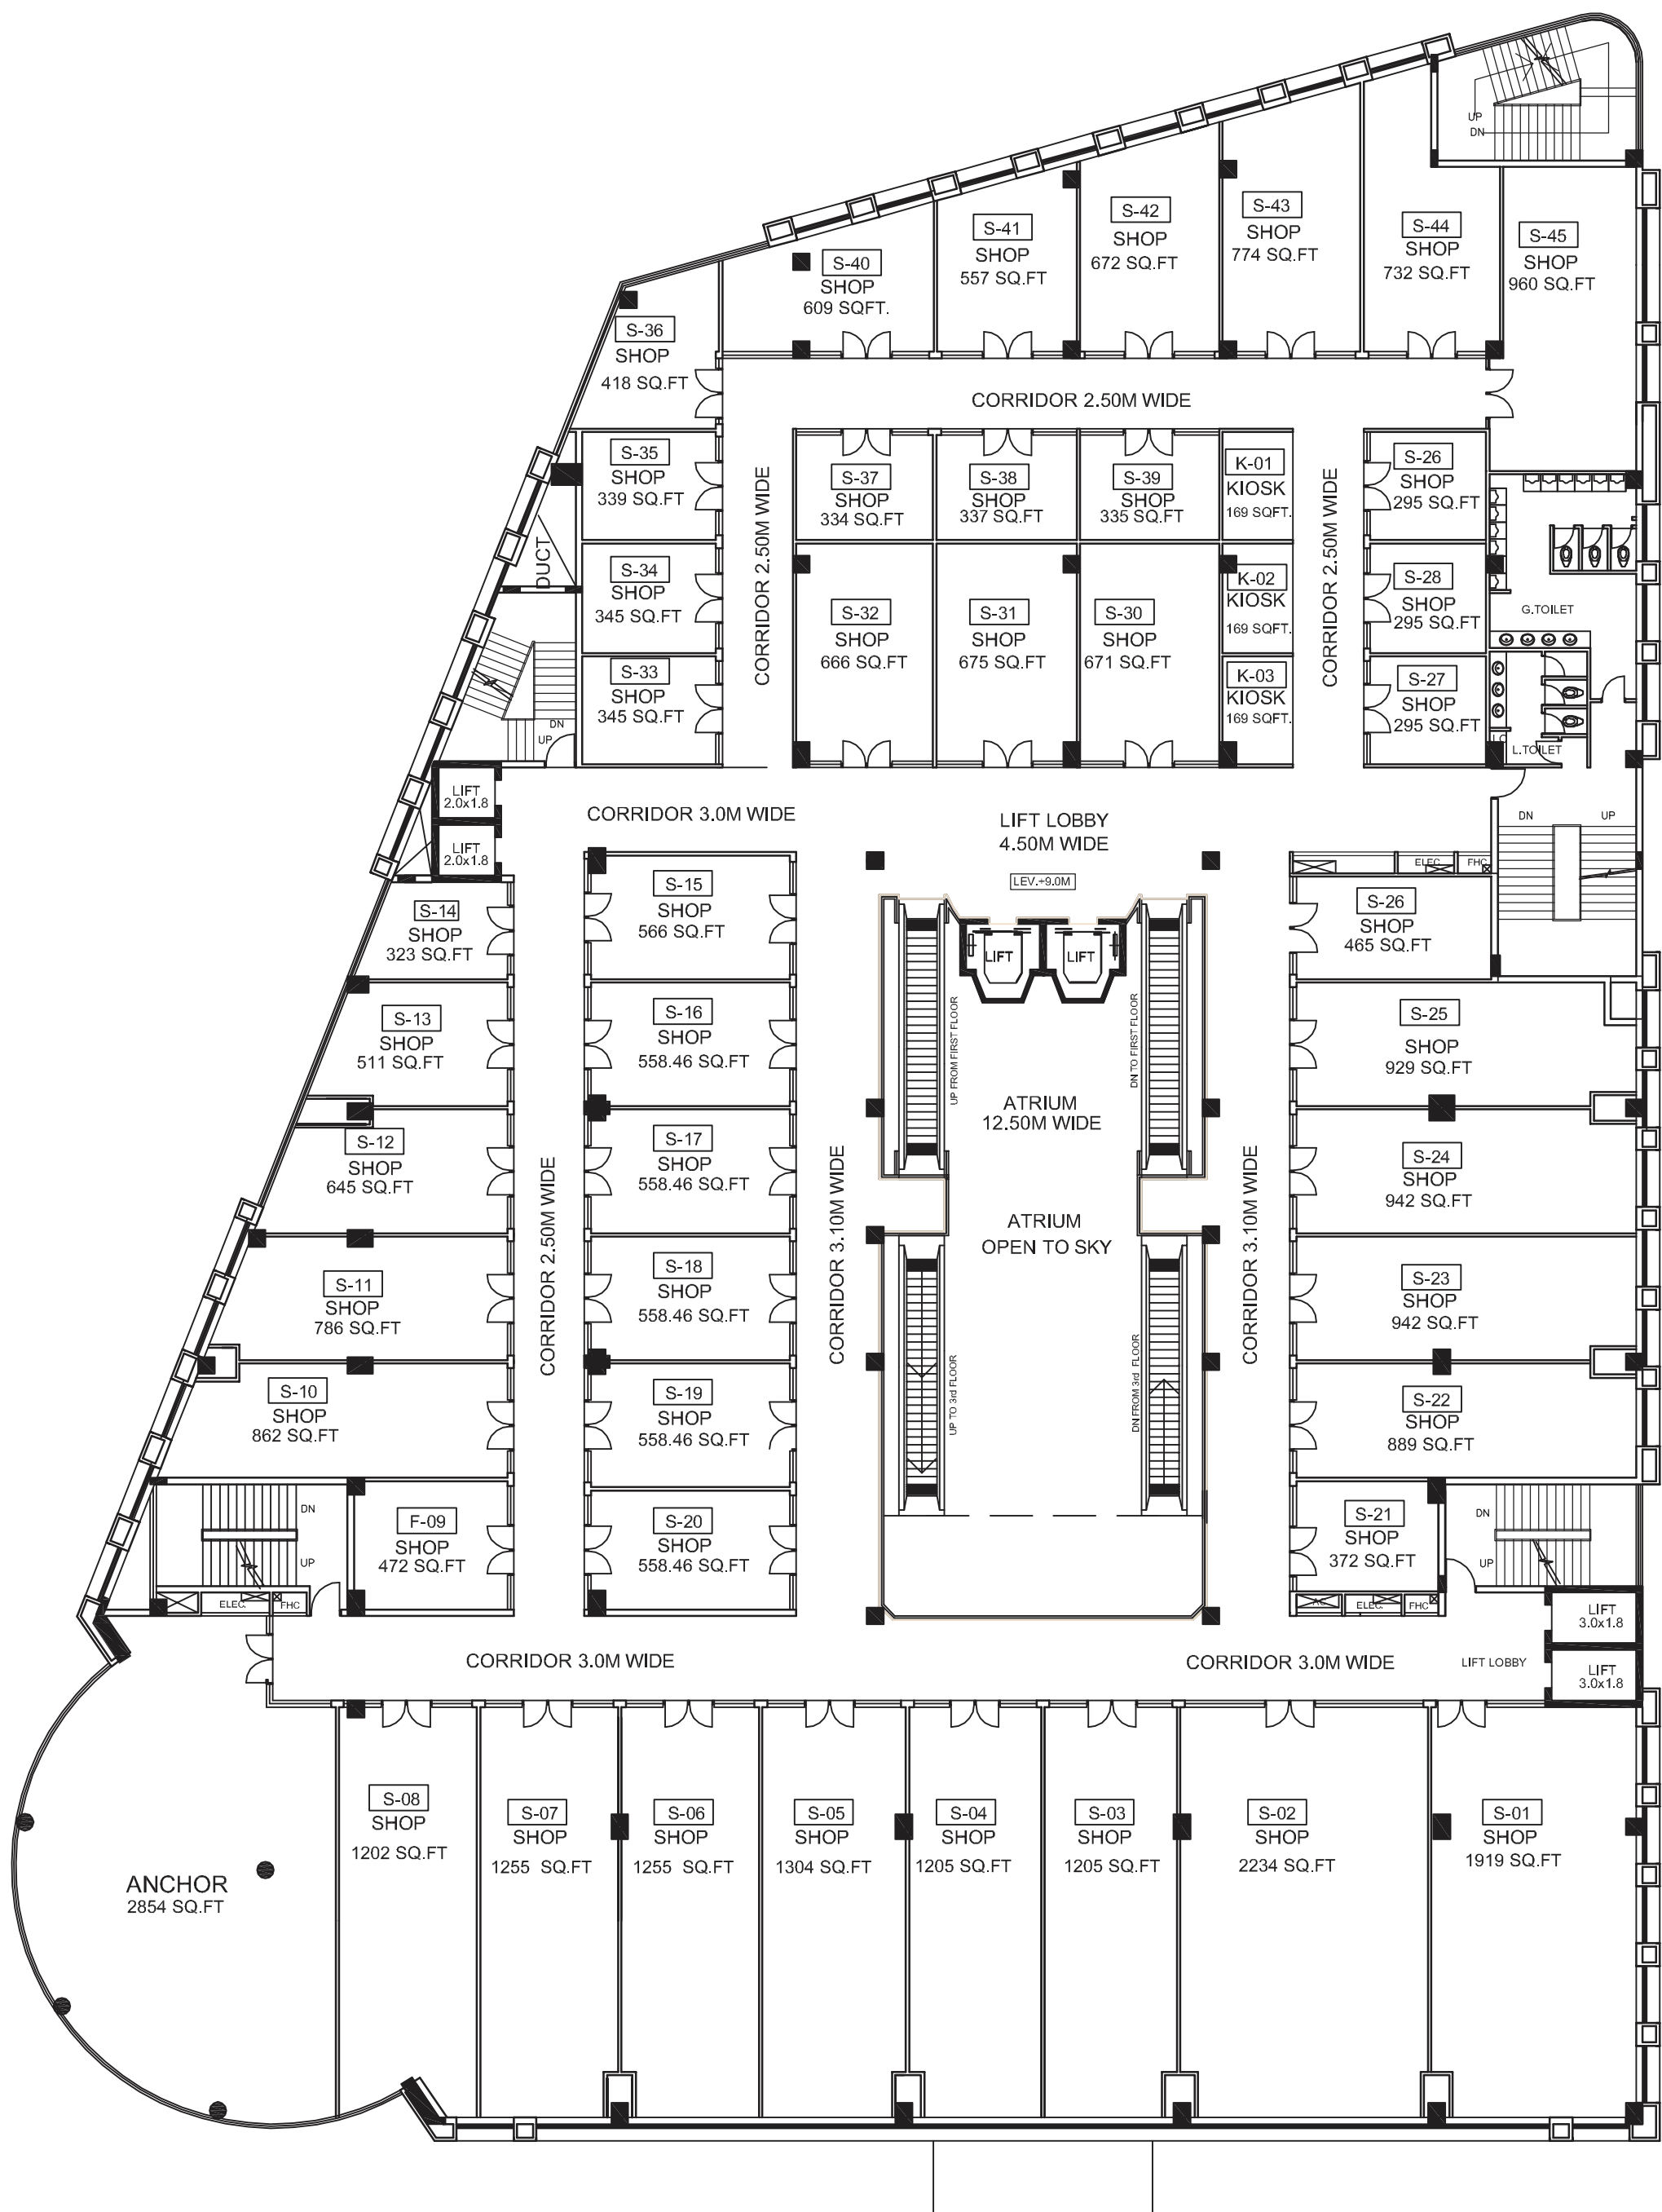 UP
DN
S-44
SHOP
732 SQ.FT
S-45
SHOP
960 SQ.FT
S-43
SHOP
774 SQ.FT
S-42
SHOP
672 SQ.FT
S-41
SHOP
557 SQ.FT
S-40
SHOP
609 SQFT.
S-36
SHOP
418 SQ.FT
CORRIDOR 2.50M WIDE
S-35
SHOP
339 SQ.FT
DUCT
S-34
SHOP
345 SQ.FT
S-33
SHOP
345 SQ.FT
DN
UP
CORRIDOR 2.50M WIDE
S-37
SHOP
334 SQ.FT
S-38
SHOP
337 SQ.FT
S-39
SHOP
335 SQ.FT
K-01
KIOSK
169 SQFT.
S-32
SHOP
666 SQ.FT
S-31
SHOP
675 SQ.FT
S-30
SHOP
671 SQ.FT
K-02
KIOSK
169 SQFT.
K-03
KIOSK
169 SQFT.
CORRIDOR 2.50M WIDE
S-26
SHOP
295 SQ.FT
S-28
SHOP
295 SQ.FT
S-27
SHOP
295 SQ.FT
G.TOILET
L.TOILET
LIFT
2.0x1.8
LIFT
2.0x1.8
CORRIDOR 3.0M WIDE
LIFT LOBBY
4.50M WIDE
LEV.+9.0M
DN
UP
ELEC
FHC
S-14
SHOP
323 SQ.FT
S-13
SHOP
511 SQ.FT
S-12
SHOP
645 SQ.FT
S-11
SHOP
786 SQ.FT
S-10
SHOP
862 SQ.FT
F-09
SHOP
472 SQ.FT
DN
UP
ELEC.
FHC
CORRIDOR 2.50M WIDE
S-15
SHOP
566 SQ.FT
S-16
SHOP
558.46 SQ.FT
S-17
SHOP
558.46 SQ.FT
S-18
SHOP
558.46 SQ.FT
S-19
SHOP
558.46 SQ.FT
S-20
SHOP
558.46 SQ.FT
CORRIDOR 3.10M WIDE
LIFT
LIFT
UP FROM FIRST FLOOR
DN TO FIRST FLOOR
ATRIUM
12.50M WIDE
ATRIUM
OPEN TO SKY
UP TO 3rd FLOOR
DN FROM 3rd FLOOR
CORRIDOR 3.10M WIDE
S-26
SHOP
465 SQ.FT
S-25
SHOP
929 SQ.FT
S-24
SHOP
942 SQ.FT
S-23
SHOP
942 SQ.FT
S-22
SHOP
889 SQ.FT
S-21
SHOP
372 SQ.FT
AC
ELEC.
FHC
DN
UP
LIFT
3.0x1.8
LIFT
3.0x1.8
LIFT LOBBY
CORRIDOR 3.0M WIDE
CORRIDOR 3.0M WIDE
ANCHOR
2854 SQ.FT
S-08
SHOP
1202 SQ.FT
S-07
SHOP
1255 SQ.FT
S-06
SHOP
1255 SQ.FT
S-05
SHOP
1304 SQ.FT
S-04
SHOP
1205 SQ.FT
S-03
SHOP
1205 SQ.FT
S-02
SHOP
2234 SQ.FT
S-01
SHOP
1919 SQ.FT